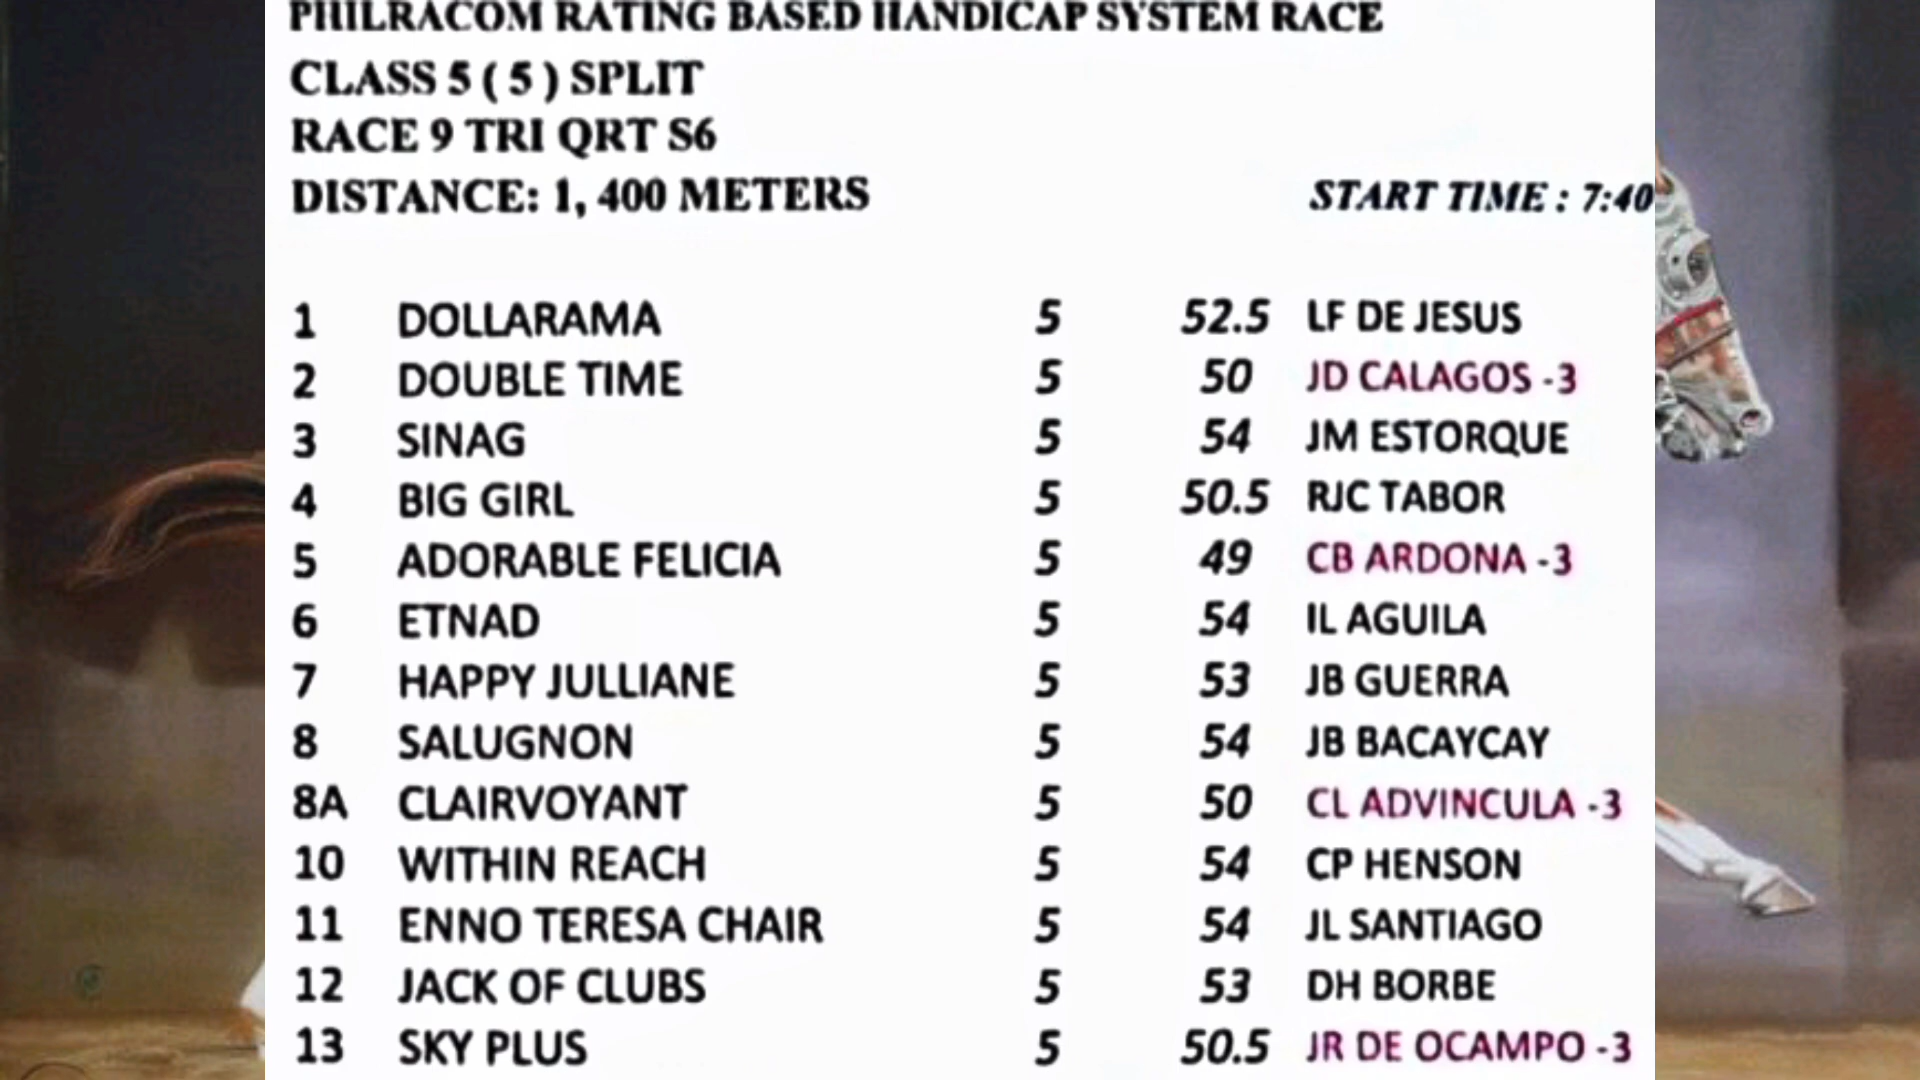 PHILRACOM RATING BASED HANDICAP SYSTEM RACE
CLASS 5 ( 5 ) SPLIT
RACE 9 TRI QRT S6
DISTANCE: 1, 400 METERS START TIME : 7:40
1 DOLLARAMA 5 52.5 LF DE JESUS
2 DOUBLE TIME 5 50 JD CALAGOS -3
3 SINAG 5 54 JM ESTORQUE
4 BIG GIRL 5 50.5 RJC TABOR
5 ADORABLE FELICIA 5 49 CB ARDONA -3
6 ETNAD 5 54 IL AGUILA
7 HAPPY JULLIANE 5 53 JB GUERRA
8 SALUGNON 5 54 JB BACAYCAY
8A CLAIRVOYANT 5 50 CL ADVINCULA -3
10 WITHIN REACH 5 54 CP HENSON
11 ENNO TERESA CHAIR 5 54 JL SANTIAGO
12 JACK OF CLUBS 5 53 DH BORBE
13 SKY PLUS 5 50.5 JR DE OCAMPO -3